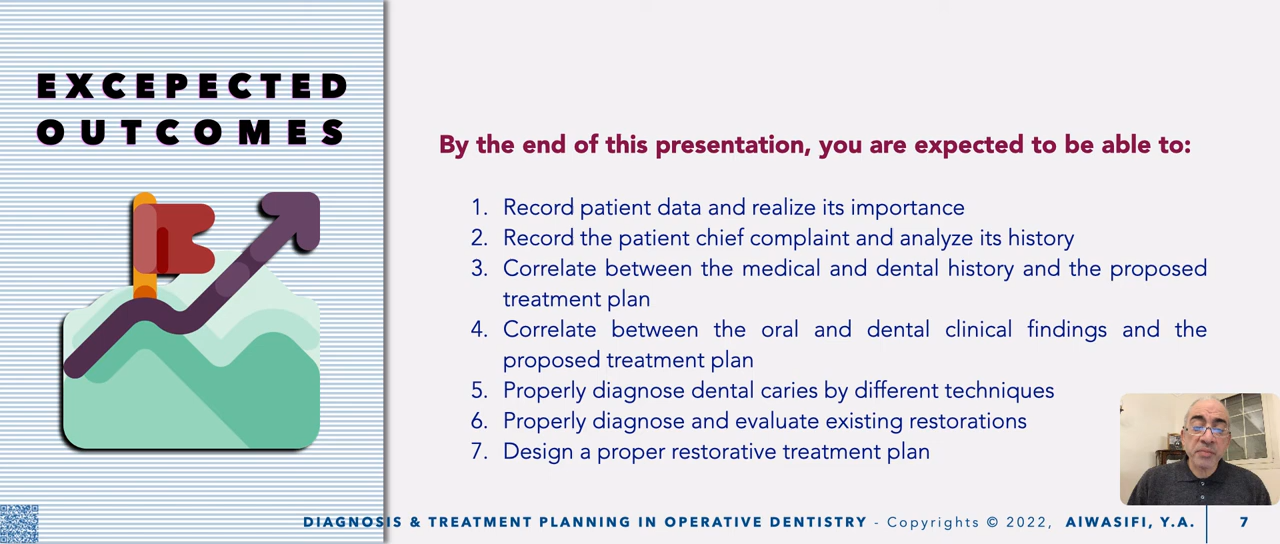 EXCEPECTED
OUTCOMES
By the end of this presentation, you are expected to be able to:
1. Record patient data and realize its importance
2. Record the patient chief complaint and analyze its history
3. Correlate between the medical and dental history and the proposed
treatment plan
4. Correlate between the oral and dental clinical findings and the
proposed treatment plan
5. Properly diagnose dental caries by different techniques
6. Properly diagnose and evaluate existing restorations
7. Design a proper restorative treatment plan
DIAGNOSIS & TREATMENT PLANNING IN OPERATIVE DENTISTRY - Copyrights © 2022, AlWASIFI, Y.A. 7